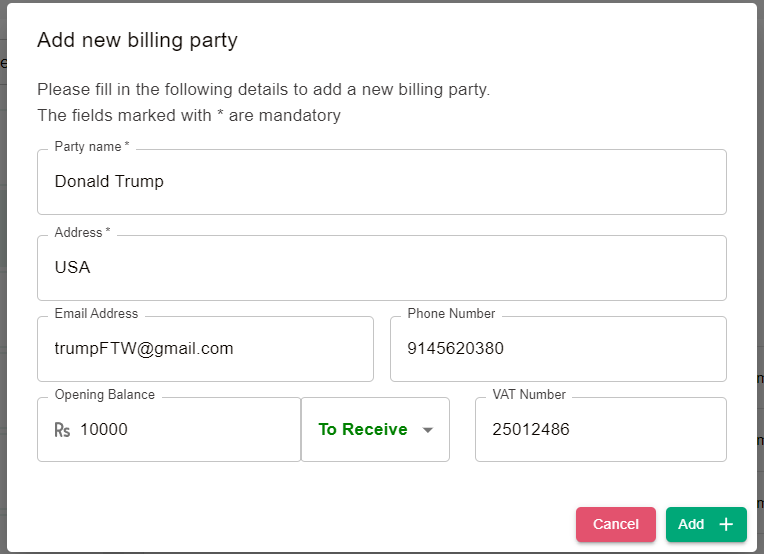 Add new billing party
Please fill in the following details to add a new billing party.
The fields marked with * are mandatory
Party name *
Donald Trump
Address *
USA
Email Address
trumpFTW@gmail.com
Phone Number
9145620380
Opening Balance
Rs 10000
To Receive
VAT Number
25012486
Cancel
Add +